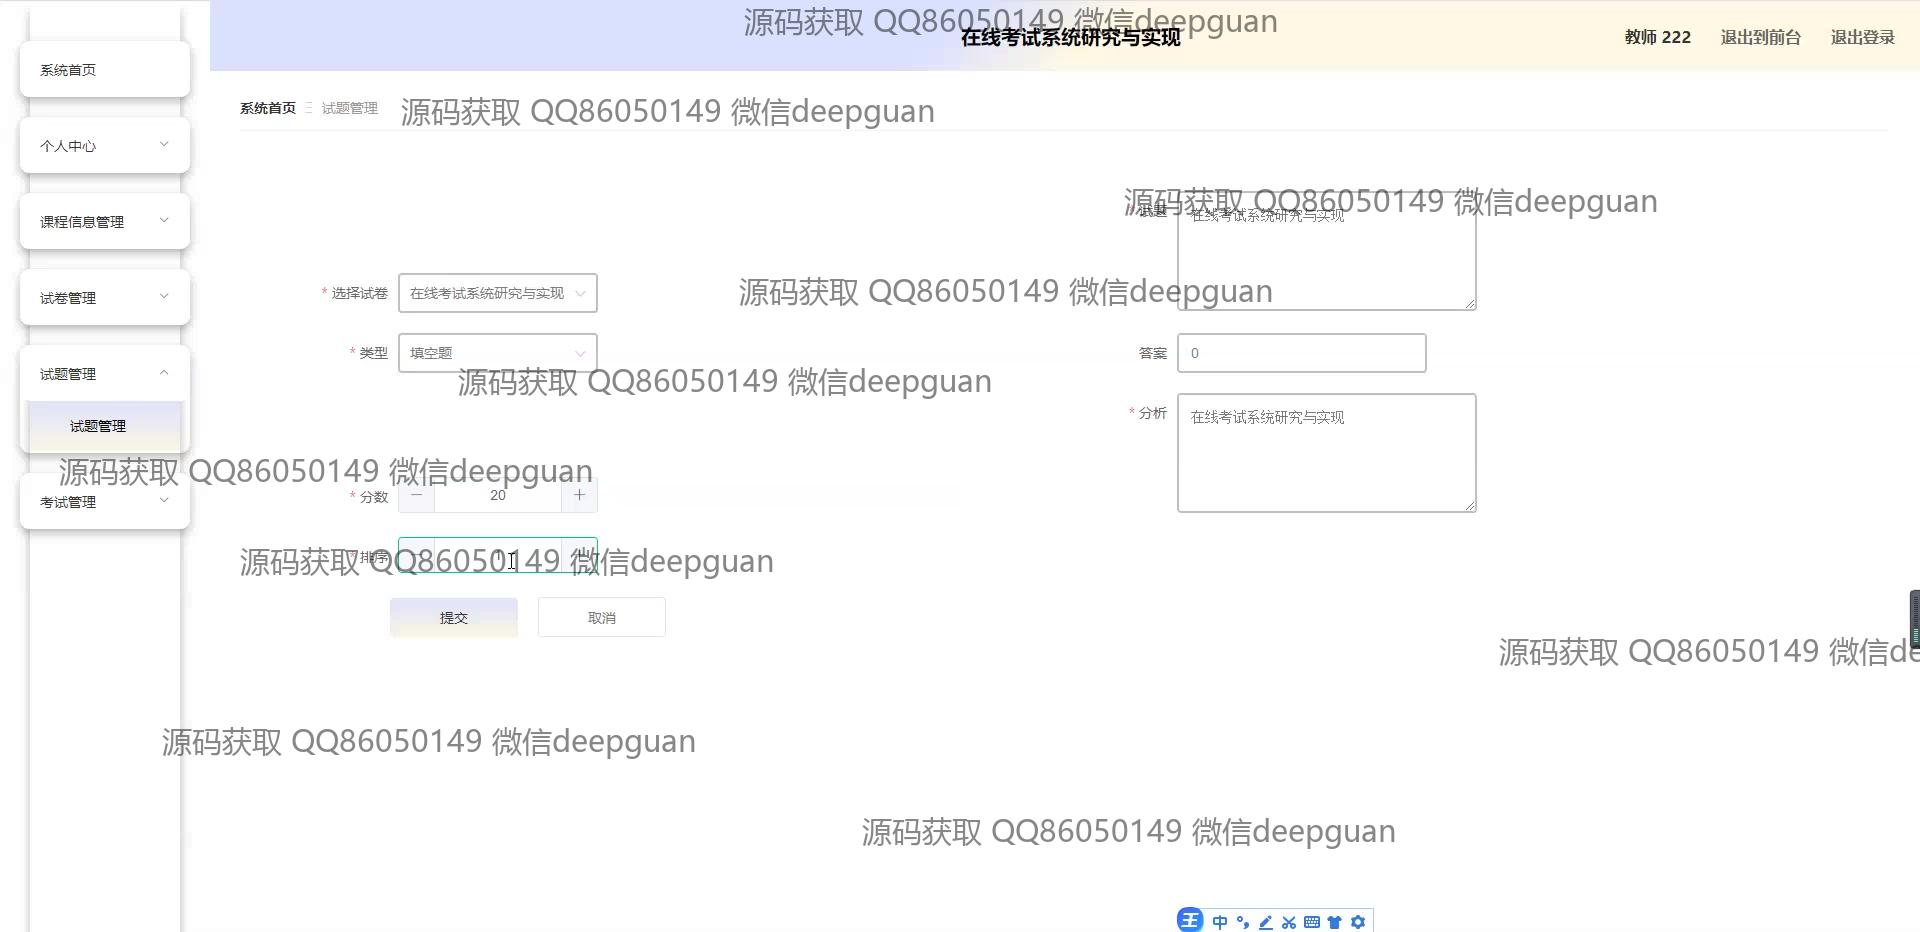 源码获取 QQ86050149 微信deepguan
在线考试系统研究与实现
教师 222
退出到前台
退出登录
系统首页
个人中心
课程信息管理
试卷管理
试题管理
试题管理
考试管理
系统首页
试题管理
源码获取 QQ86050149 微信deepguan
源码获取 QQ86050149 微信deepguan
* 试题
在线考试系统研究与实现
* 选择试卷
在线考试系统研究与实现
源码获取 QQ86050149 微信deepguan
* 类型
填空题
答案
0
源码获取 QQ86050149 微信deepguan
* 分析
在线考试系统研究与实现
源码获取 QQ86050149 微信deepguan
* 分数
20
* 排序
源码获取 QQ86050149 微信deepguan
提交
取消
源码获取 QQ86050149 微信de
源码获取 QQ86050149 微信deepguan
源码获取 QQ86050149 微信deepguan
王
中